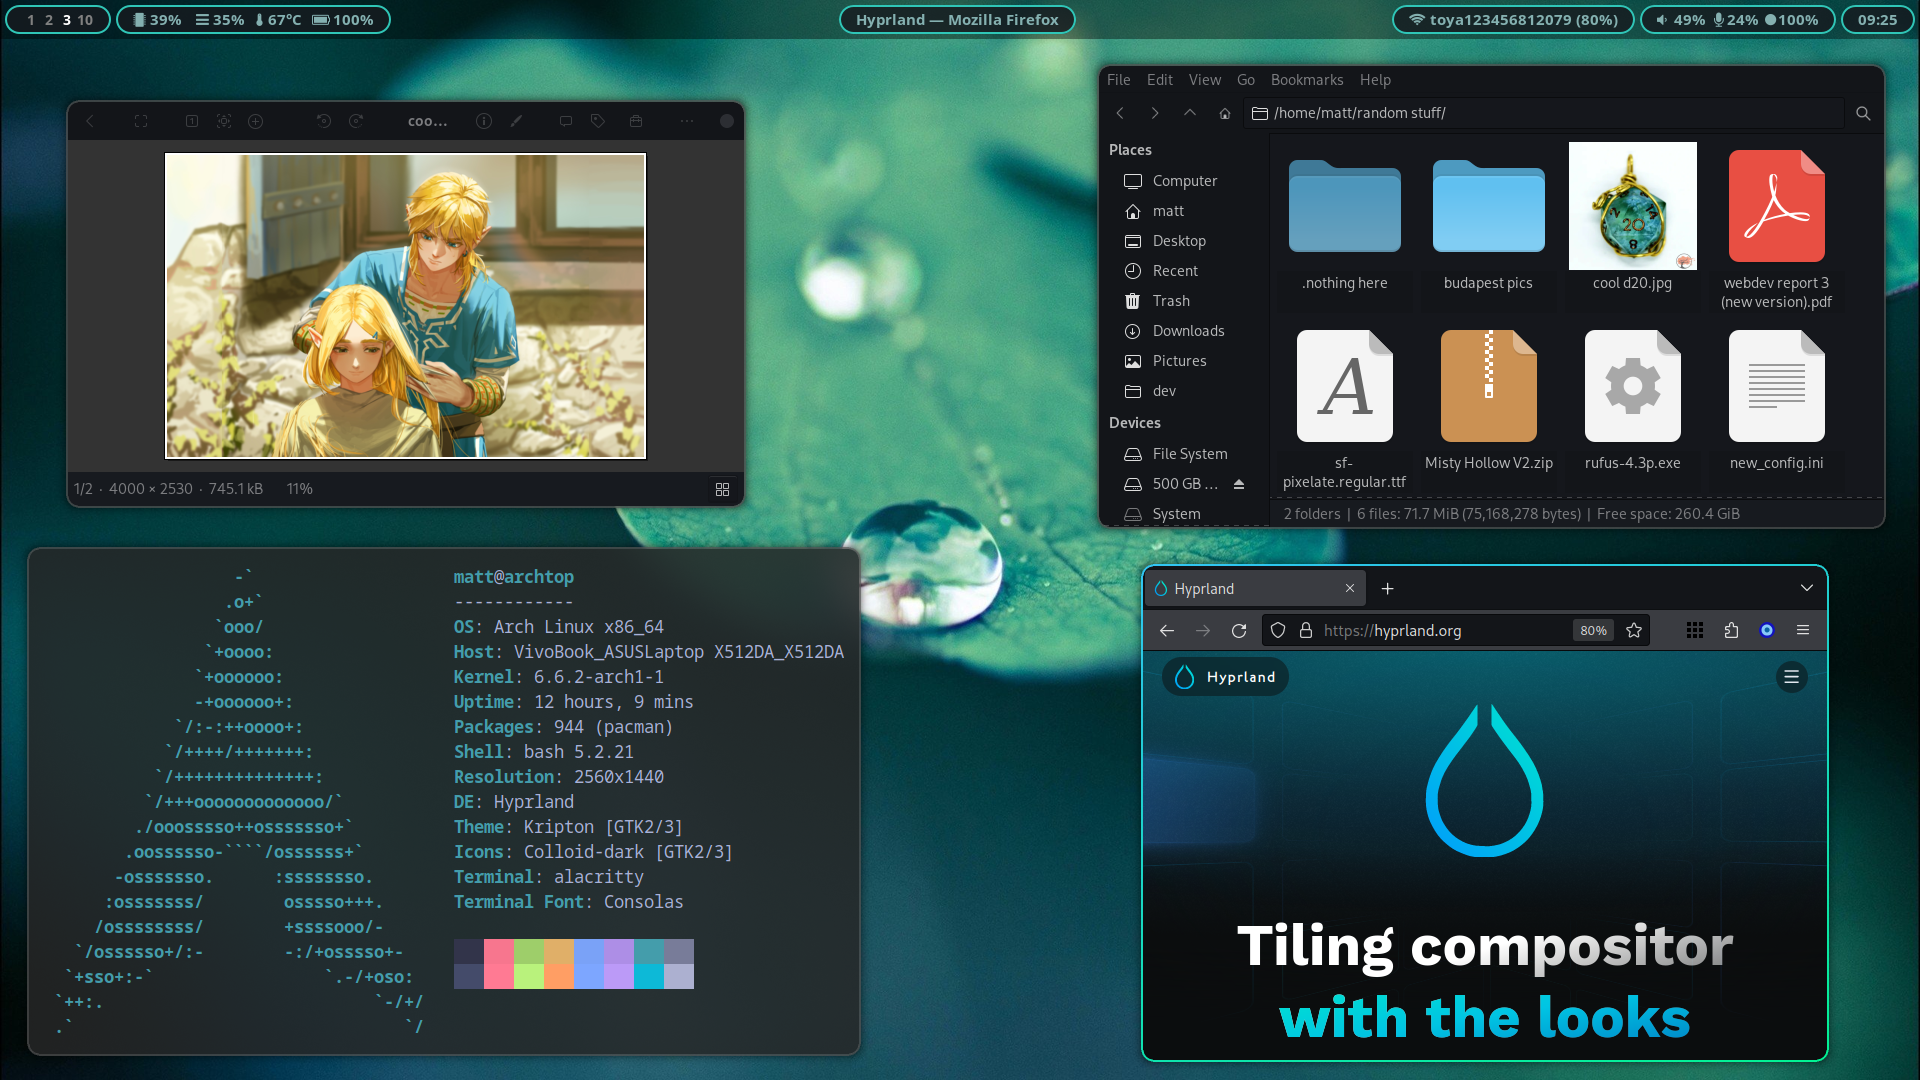 1 2 3 10
39% 35% 67°C 100%
Hyprland — Mozilla Firefox
toya123456812079 (80%)
49% 24% 100%
09:25
coo...
1/2 · 4000 × 2530 · 745.1 kB 11%
File Edit View Go Bookmarks Help
/home/matt/random stuff/
Places
Computer
matt
Desktop
Recent
Trash
Downloads
Pictures
dev
Devices
File System
500 GB ...
System
.nothing here
budapest pics
cool d20.jpg
webdev report 3
(new version).pdf
sf-
pixelate.regular.ttf
Misty Hollow V2.zip
rufus-4.3p.exe
new_config.ini
2 folders | 6 files: 71.7 MiB (75,168,278 bytes) | Free space: 260.4 GiB
-`
.o+`
`ooo/
`+oooo:
`+oooooo:
-+oooooo+:
`/:-:++oooo+:
`/++++/+++++++:
`/++++++++++++++:
`/+++ooooooooooooo/`
./ooosssso++osssssso+`
.oossssso-````/ossssss+`
-osssssso. :ssssssso.
:osssssss/ osssso+++.
/ossssssss/ +ssssooo/-
`/ossssso+/:- -:/+osssso+-
`+sso+:-` `.-/+oso:
`++:. `-/+/
.` `/
matt@archtop
------------
OS: Arch Linux x86_64
Host: VivoBook_ASUSLaptop X512DA_X512DA
Kernel: 6.6.2-arch1-1
Uptime: 12 hours, 9 mins
Packages: 944 (pacman)
Shell: bash 5.2.21
Resolution: 2560x1440
DE: Hyprland
Theme: Kripton [GTK2/3]
Icons: Colloid-dark [GTK2/3]
Terminal: alacritty
Terminal Font: Consolas
Hyprland
https://hyprland.org
80%
Hyprland
Tiling compositor
with the looks